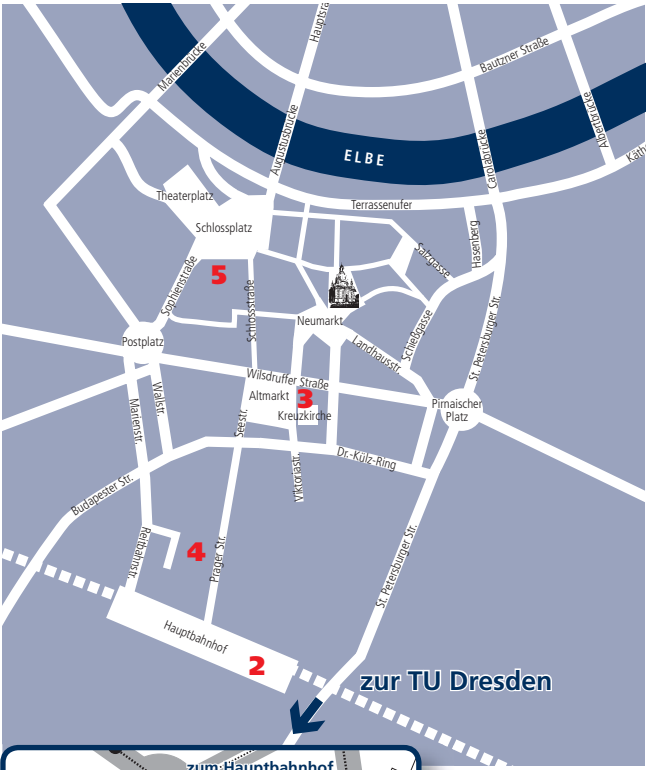 Marienbrücke
Hauptstra
Bautzner Straße
Augustusbrücke
ELBE
Carolabrücke
Albertbrücke
Käth
Theaterplatz
Terrassenufer
Schlossplatz
Hasenberg
Salzgasse
5
Sophienstraße
Schlossstraße
Neumarkt
Schießgasse
St. Petersburger Str.
Postplatz
Landhausstr.
Wilsdruffer Straße
Altmarkt
3
Kreuzkirche
Pirnaischer
Platz
Wallstr.
Marienstr.
Seestr.
Dr.-Külz-Ring
Viktoriastr.
Budapester Str.
Reitbahnstr.
4
Prager Str.
St. Petersburger Str.
Hauptbahnhof
2
zur TU Dresden
zum Hauptbahnhof